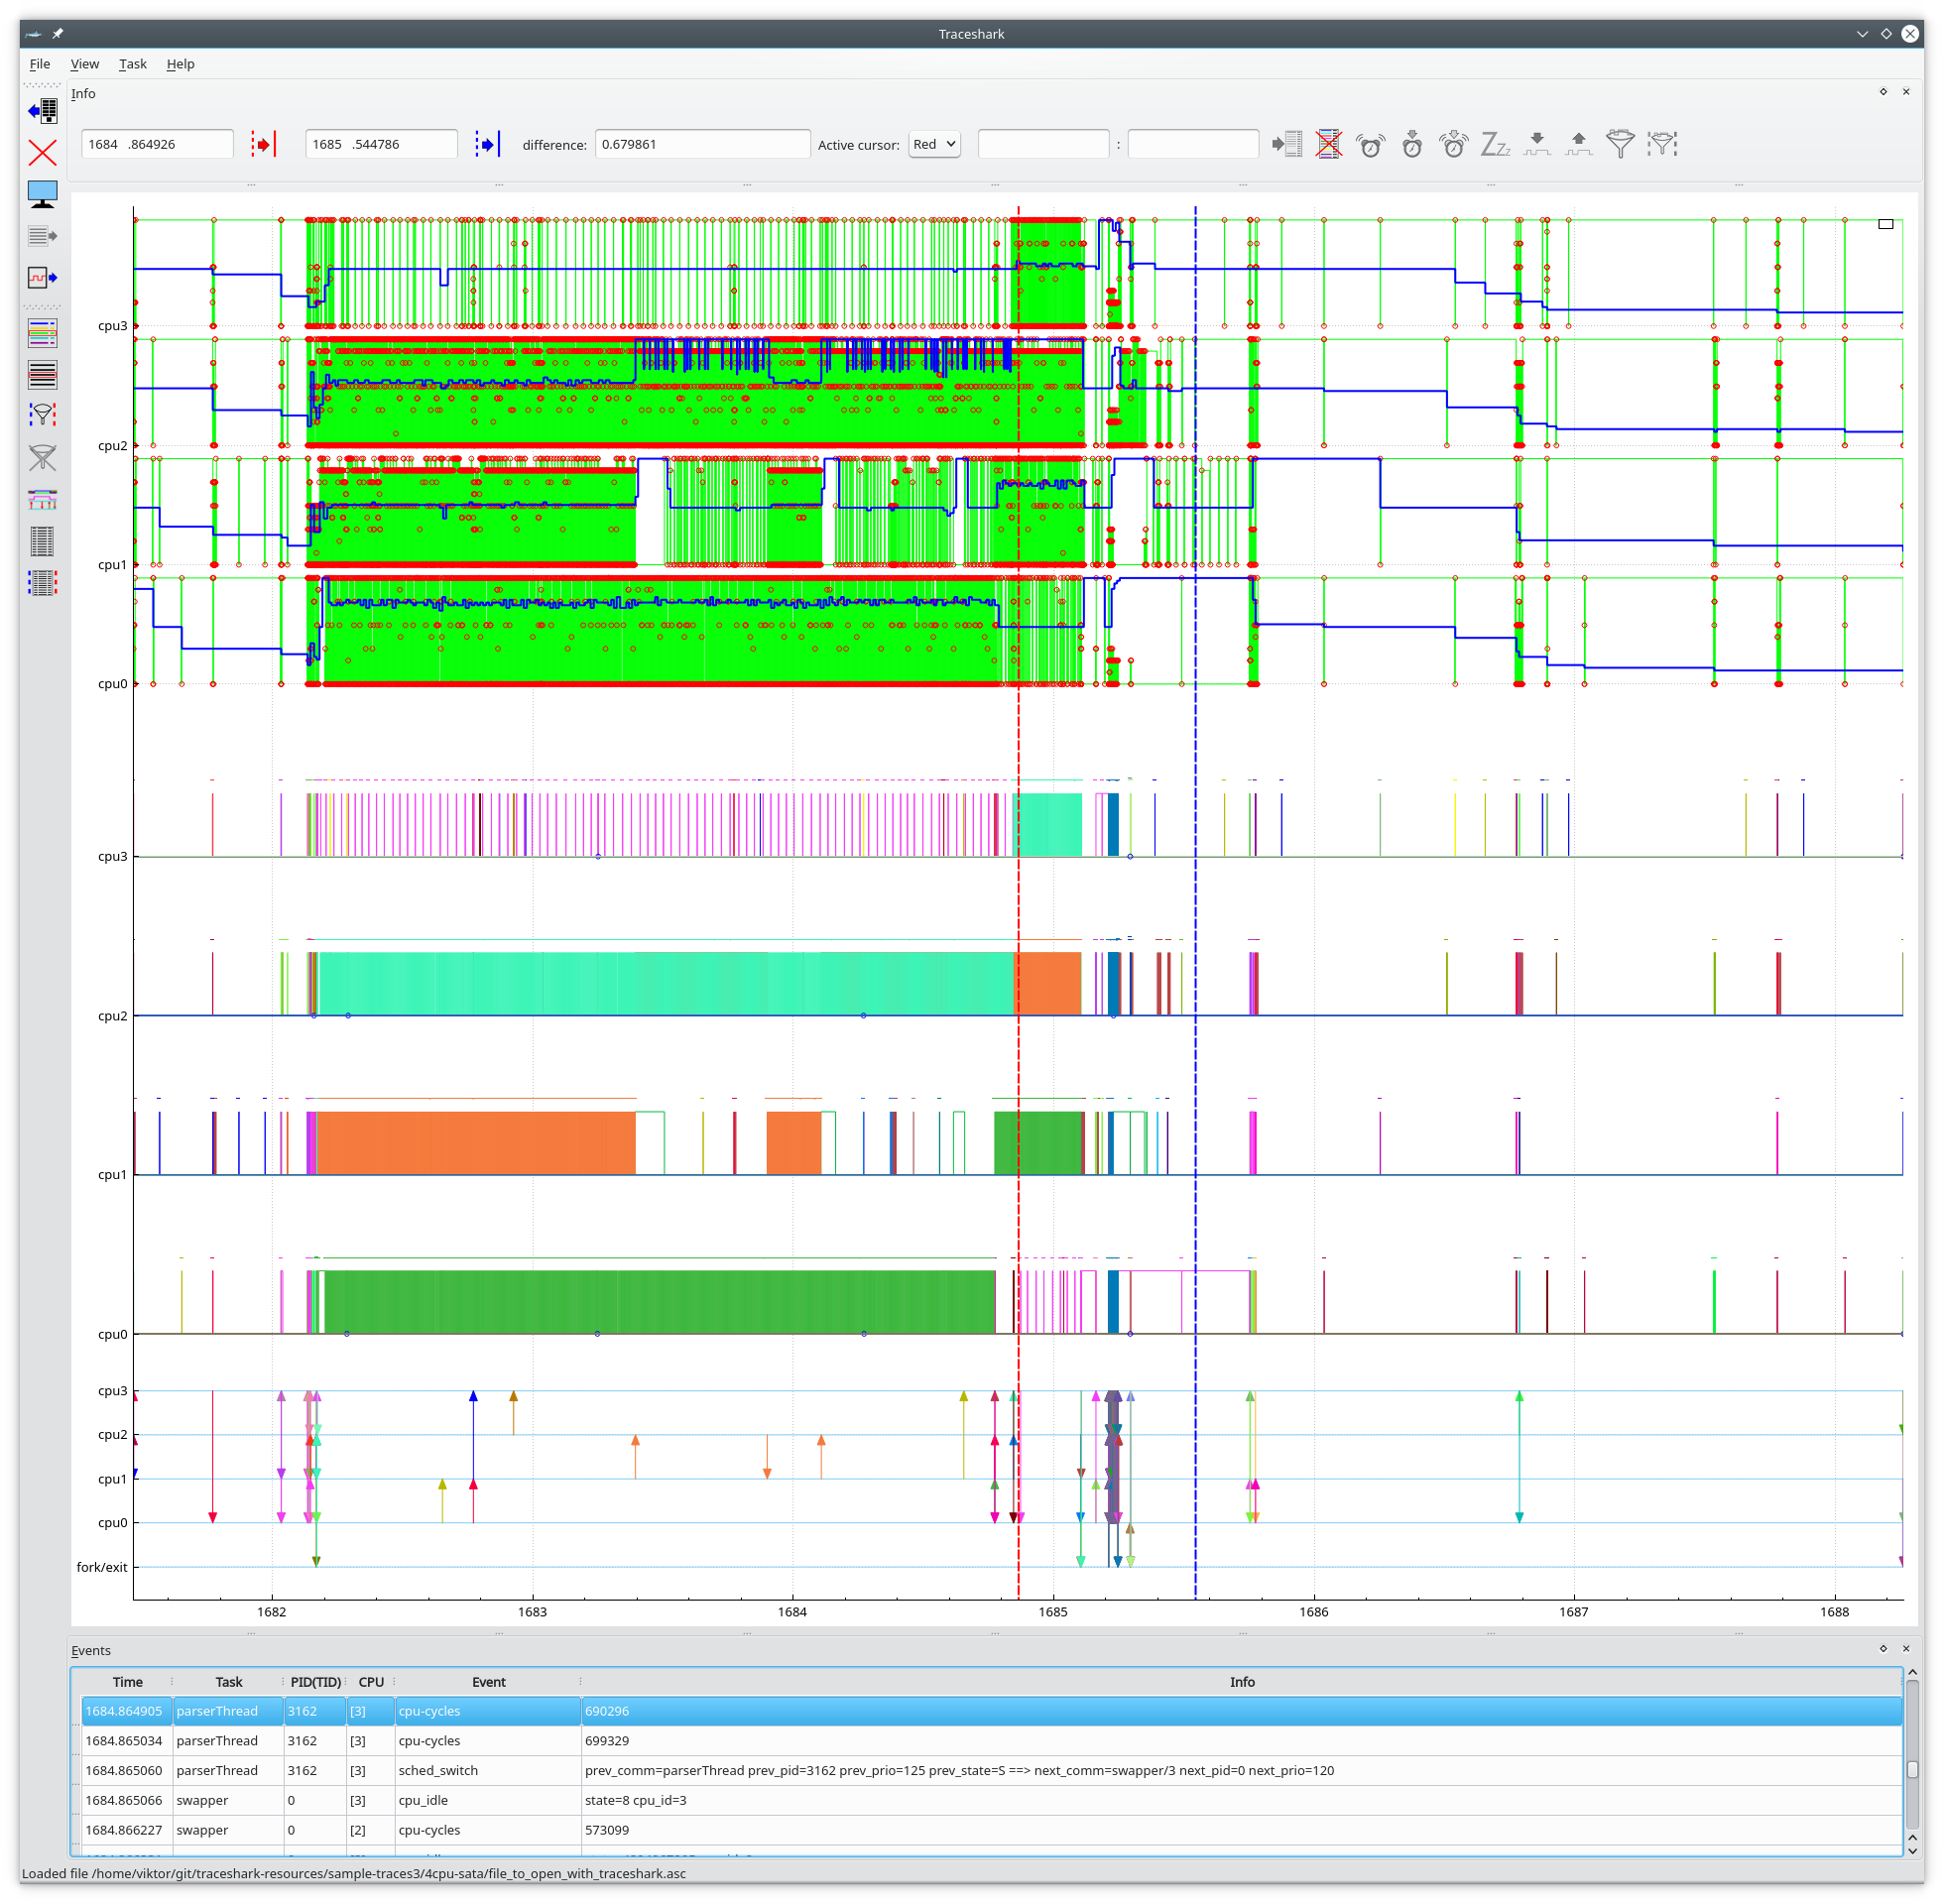 Traceshark
File View Task Help
Info
1684 .864926 1685 .544786 difference: 0.679861 Active cursor: Red :
Zzz
cpu3
cpu2
cpu1
cpu0
cpu3
cpu2
cpu1
cpu0
cpu3
cpu2
cpu1
cpu0
fork/exit
1682 1683 1684 1685 1686 1687 1688
Events
Time Task PID(TID) CPU Event Info
1684.864905 parserThread 3162 [3] cpu-cycles 690296
1684.865034 parserThread 3162 [3] cpu-cycles 699329
1684.865060 parserThread 3162 [3] sched_switch prev_comm=parserThread prev_pid=3162 prev_prio=125 prev_state=S ==> next_comm=swapper/3 next_pid=0 next_prio=120
1684.865066 swapper 0 [3] cpu_idle state=8 cpu_id=3
1684.866227 swapper 0 [2] cpu-cycles 573099
Loaded file /home/viktor/git/traceshark-resources/sample-traces3/4cpu-sata/file_to_open_with_traceshark.asc